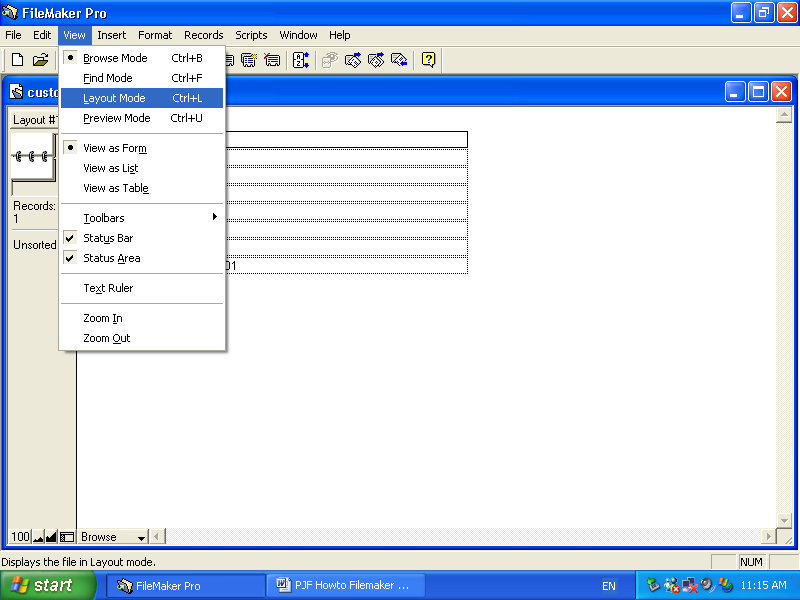 FileMaker Pro
File Edit View Insert Format Records Scripts Window Help
custo
Browse Mode Ctrl+B
Find Mode Ctrl+F
Layout Mode Ctrl+L
Preview Mode Ctrl+U
View as Form
View as List
View as Table
Toolbars
Status Bar
Status Area
Text Ruler
Zoom In
Zoom Out
Layout #1
Records:
1
Unsorted
01
100 Browse
Displays the file in Layout mode.
NUM
start FileMaker Pro PJF Howto Filemaker ... EN 11:15 AM